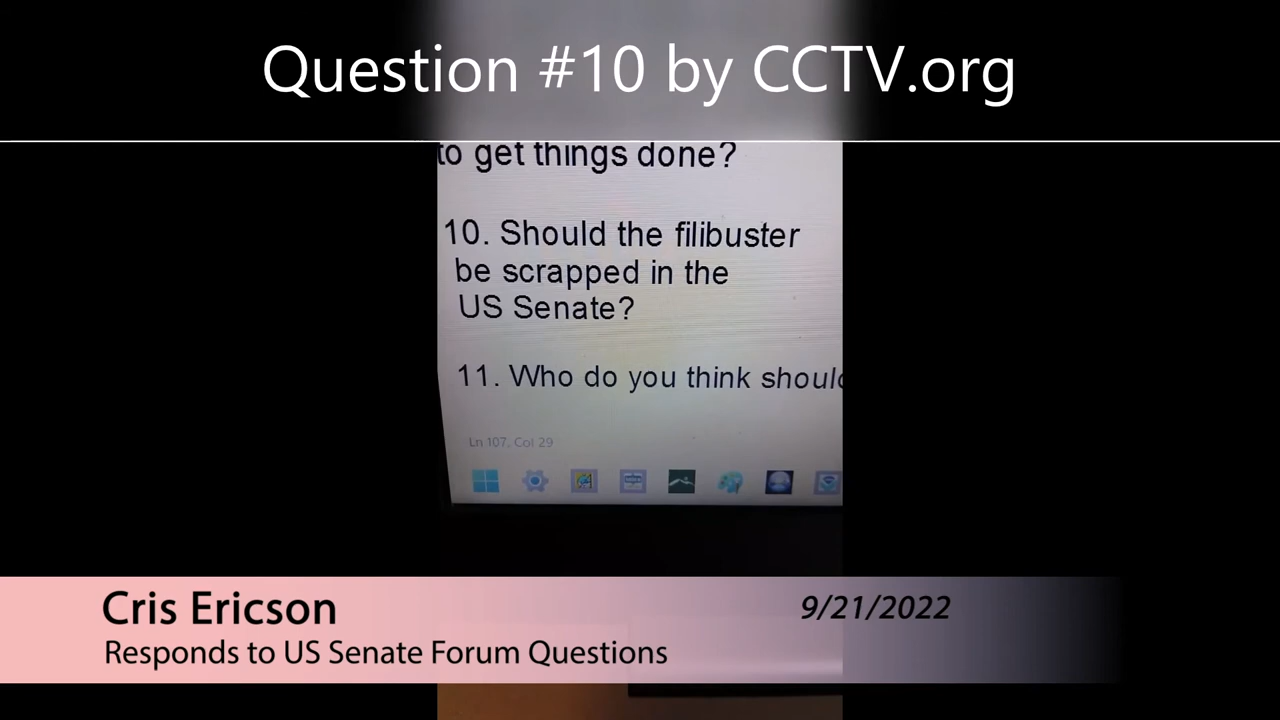 Question #10 by CCTV.org
to get things done?
10. Should the filibuster
be scrapped in the
US Senate?
11. Who do you think should
Ln 107, Col 29
Cris Ericson
9/21/2022
Responds to US Senate Forum Questions